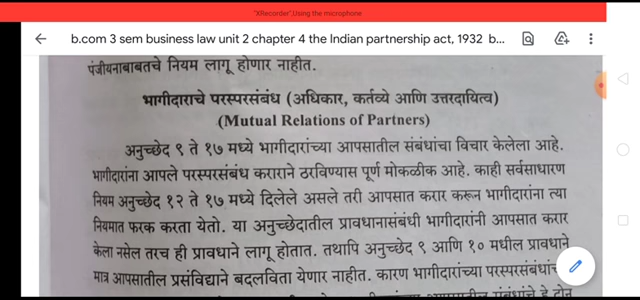 "XRecorder",Using the microphone
b.com 3 sem business law unit 2 chapter 4 the Indian partnership act, 1932 b...
पंजीयनाबाबतचे नियम लागू होणार नाहीत.
भागीदाराचे परस्परसंबंध (अधिकार, कर्तव्ये आणि उत्तरदायित्व)
(Mutual Relations of Partners)
अनुच्छेद ९ ते १७ मध्ये भागीदारांच्या आपसातील संबंधांचा विचार केलेला आहे.
भागीदारांना आपले परस्परसंबंध कराराने ठरविण्यास पूर्ण मोकळीक आहे. काही सर्वसाधारण
नियम अनुच्छेद १२ ते १७ मध्ये दिलेले असले तरी आपसात करार करून भागीदारांना त्या
नियमात फरक करता येतो. या अनुच्छेदातील प्रावधानासंबंधी भागीदारांनी आपसात करार
केला नसेल तरच ही प्रावधाने लागू होतात. तथापि अनुच्छेद ९ आणि १० मधील प्रावधाने
मात्र आपसातील प्रसंविद्याने बदलविता येणार नाहीत. कारण भागीदारांच्या